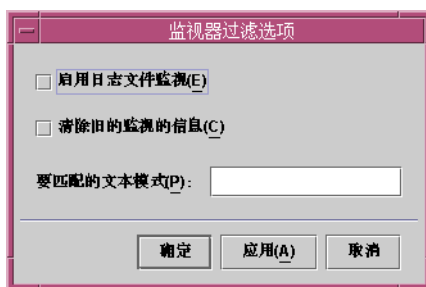 监视器过滤选项
启用日志文件监视(E)
清除旧的监视的信息(C)
要匹配的文本模式(P):
确定 应用(A) 取消